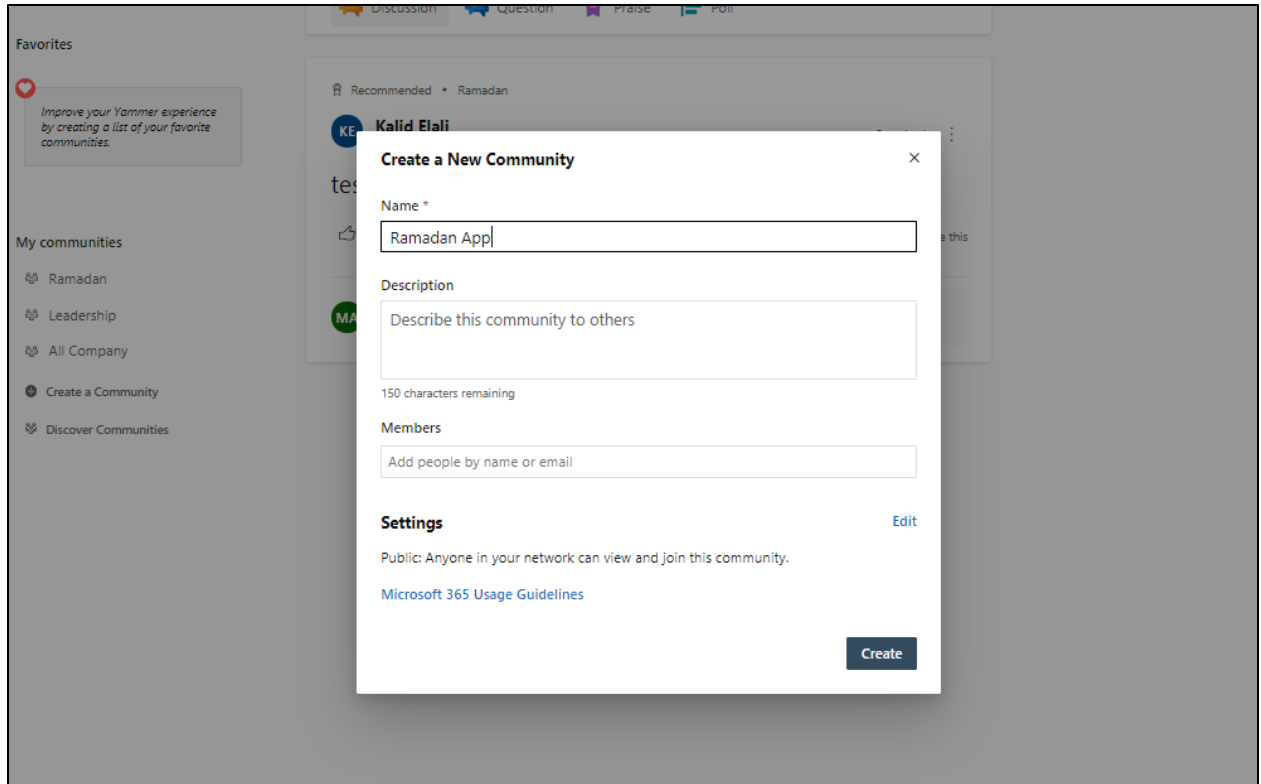 Discussion Question Praise Poll
Favorites
Improve your Yammer experience
by creating a list of your favorite
communities.
Recommended • Ramadan
KE Kalid Elali
tes
e this
MA
My communities
Ramadan
Leadership
All Company
Create a Community
Discover Communities
Create a New Community
Name *
Ramadan App
Description
Describe this community to others
150 characters remaining
Members
Add people by name or email
Settings Edit
Public: Anyone in your network can view and join this community.
Microsoft 365 Usage Guidelines
Create